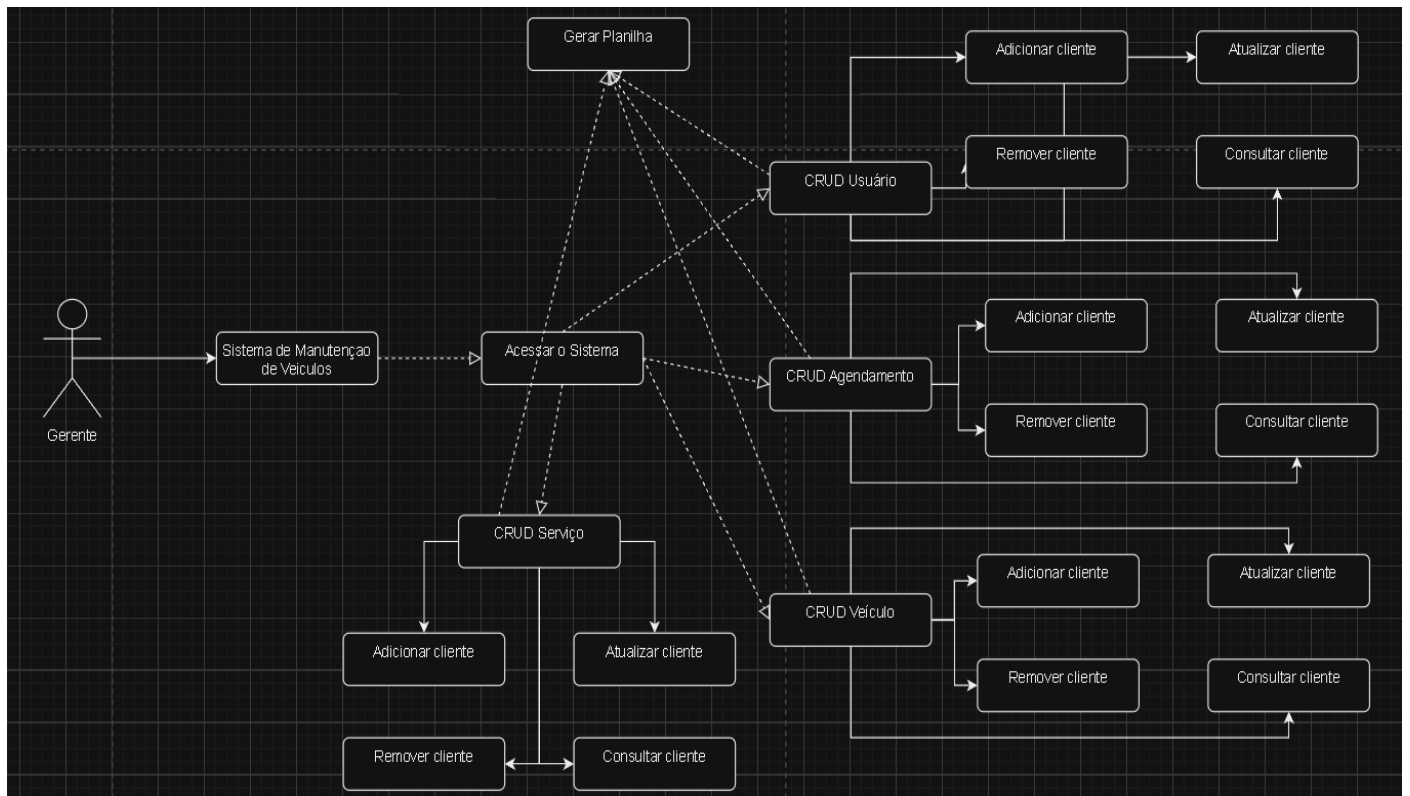 Gerar Planilha
Adicionar cliente
Atualizar cliente
Remover cliente
Consultar cliente
CRUD Usuário
Gerente
Sistema de Manutençao
de Veiculos
Acessar o Sistema
CRUD Agendamento
Adicionar cliente
Atualizar cliente
Remover cliente
Consultar cliente
CRUD Serviço
Adicionar cliente
Atualizar cliente
Remover cliente
Consultar cliente
CRUD Veículo
Adicionar cliente
Atualizar cliente
Remover cliente
Consultar cliente